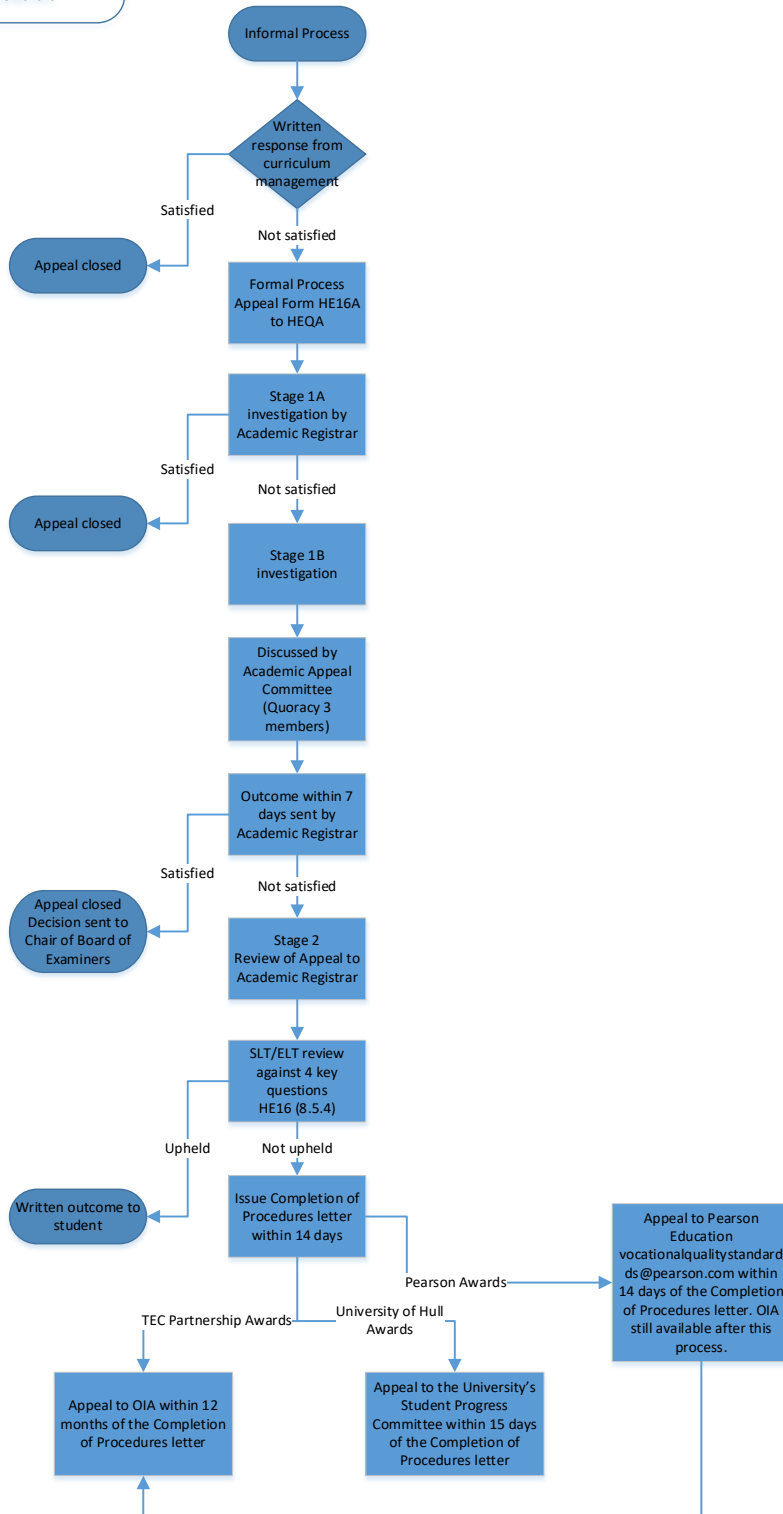 Informal Process
Written
response from
curriculum
management
Satisfied
Not satisfied
Appeal closed
Formal Process
Appeal Form HE16A
to HEQA
Stage 1A
investigation by
Academic Registrar
Satisfied
Not satisfied
Appeal closed
Stage 1B
investigation
Discussed by
Academic Appeal
Committee
(Quoracy 3
members)
Outcome within 7
days sent by
Academic Registrar
Satisfied
Not satisfied
Appeal closed
Decision sent to
Chair of Board of
Examiners
Stage 2
Review of Appeal to
Academic Registrar
SLT/ELT review
against 4 key
questions
HE16 (8.5.4)
Upheld
Not upheld
Written outcome to
student
Issue Completion of
Procedures letter
within 14 days
Pearson Awards
Appeal to Pearson
Education
vocationalqualitystandard
ds@pearson.com within
14 days of the Completion
of Procedures letter. OIA
still available after this
process.
TEC Partnership Awards
University of Hull
Awards
Appeal to OIA within 12
months of the Completion
of Procedures letter
Appeal to the University’s
Student Progress
Committee within 15 days
of the Completion of
Procedures letter